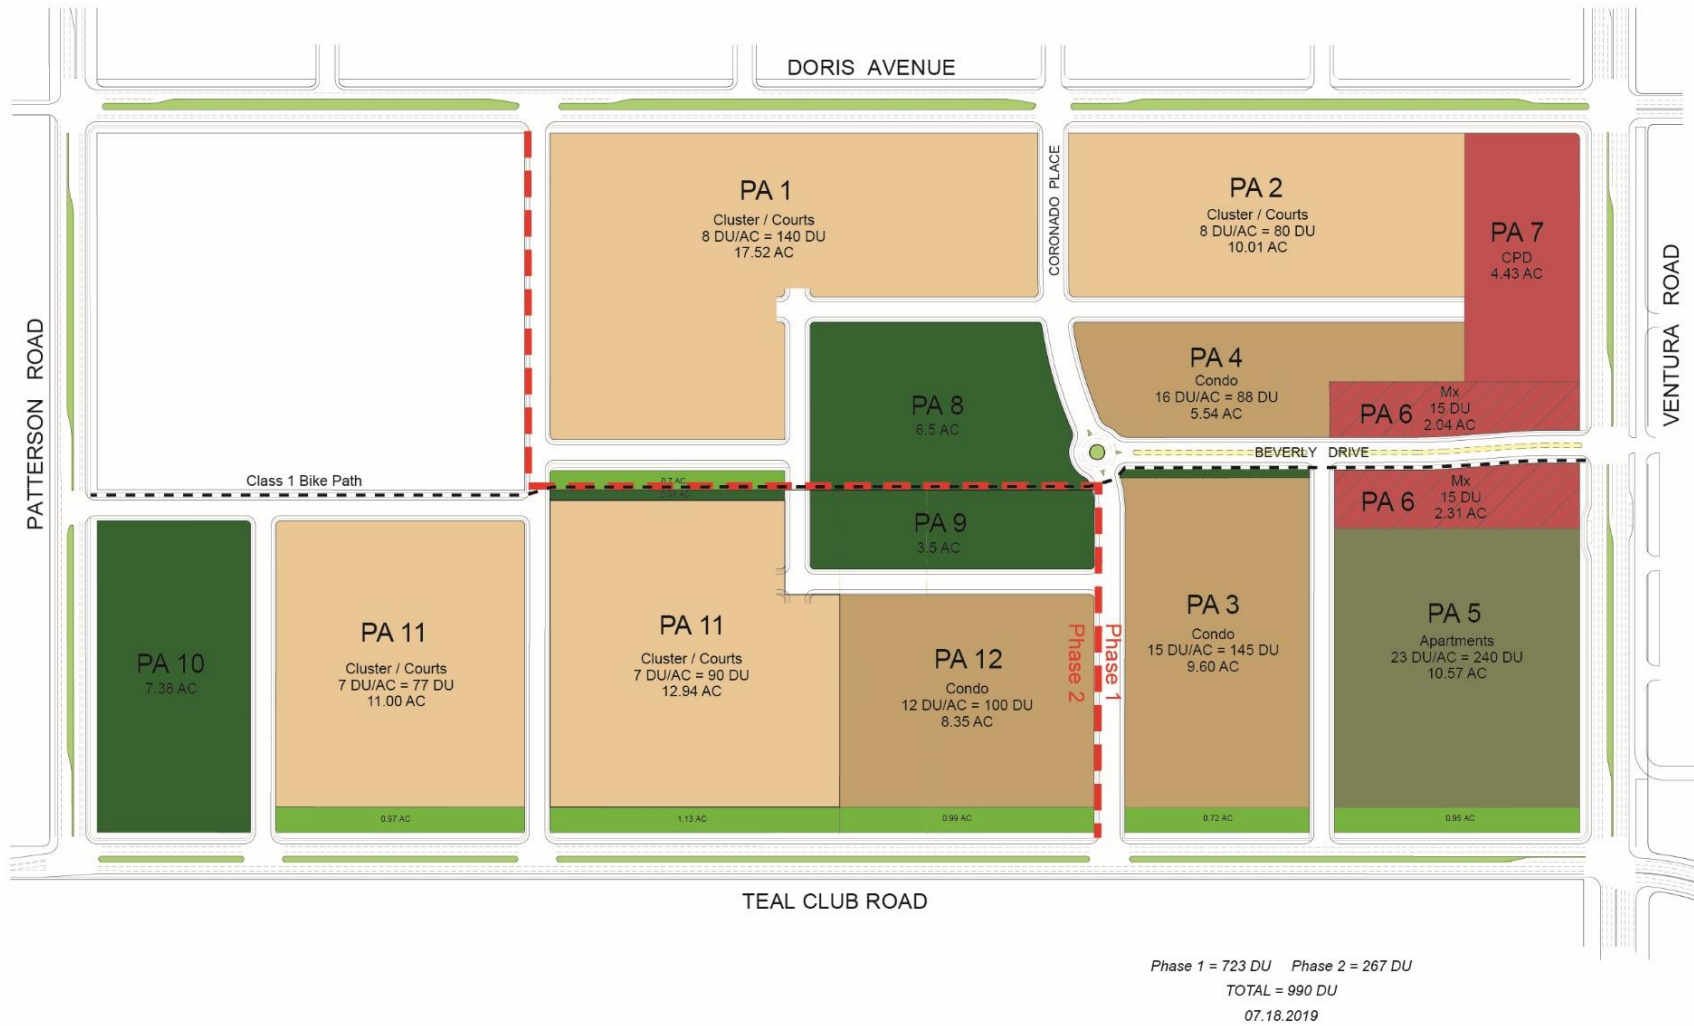 DORIS AVENUE
PATTERSON ROAD
VENTURA ROAD
CORONADO PLACE
PA 1
Cluster / Courts
8 DU/AC = 140 DU
17.52 AC
PA 2
Cluster / Courts
8 DU/AC = 80 DU
10.01 AC
PA 7
CPD
4.43 AC
PA 4
Condo
16 DU/AC = 88 DU
5.54 AC
PA 6
Mx
15 DU
2.04 AC
PA 8
6.5 AC
BEVERLY DRIVE
Class 1 Bike Path
0.7 AC
PA 6
Mx
15 DU
2.31 AC
PA 9
3.5 AC
PA 10
7.38 AC
PA 11
Cluster / Courts
7 DU/AC = 77 DU
11.00 AC
PA 11
Cluster / Courts
7 DU/AC = 90 DU
12.94 AC
PA 12
Condo
12 DU/AC = 100 DU
8.35 AC
Phase 2
Phase 1
PA 3
Condo
15 DU/AC = 145 DU
9.60 AC
PA 5
Apartments
23 DU/AC = 240 DU
10.57 AC
0.97 AC
1.13 AC
0.99 AC
0.72 AC
0.95 AC
TEAL CLUB ROAD
Phase 1 = 723 DU Phase 2 = 267 DU
TOTAL = 990 DU
07.18.2019